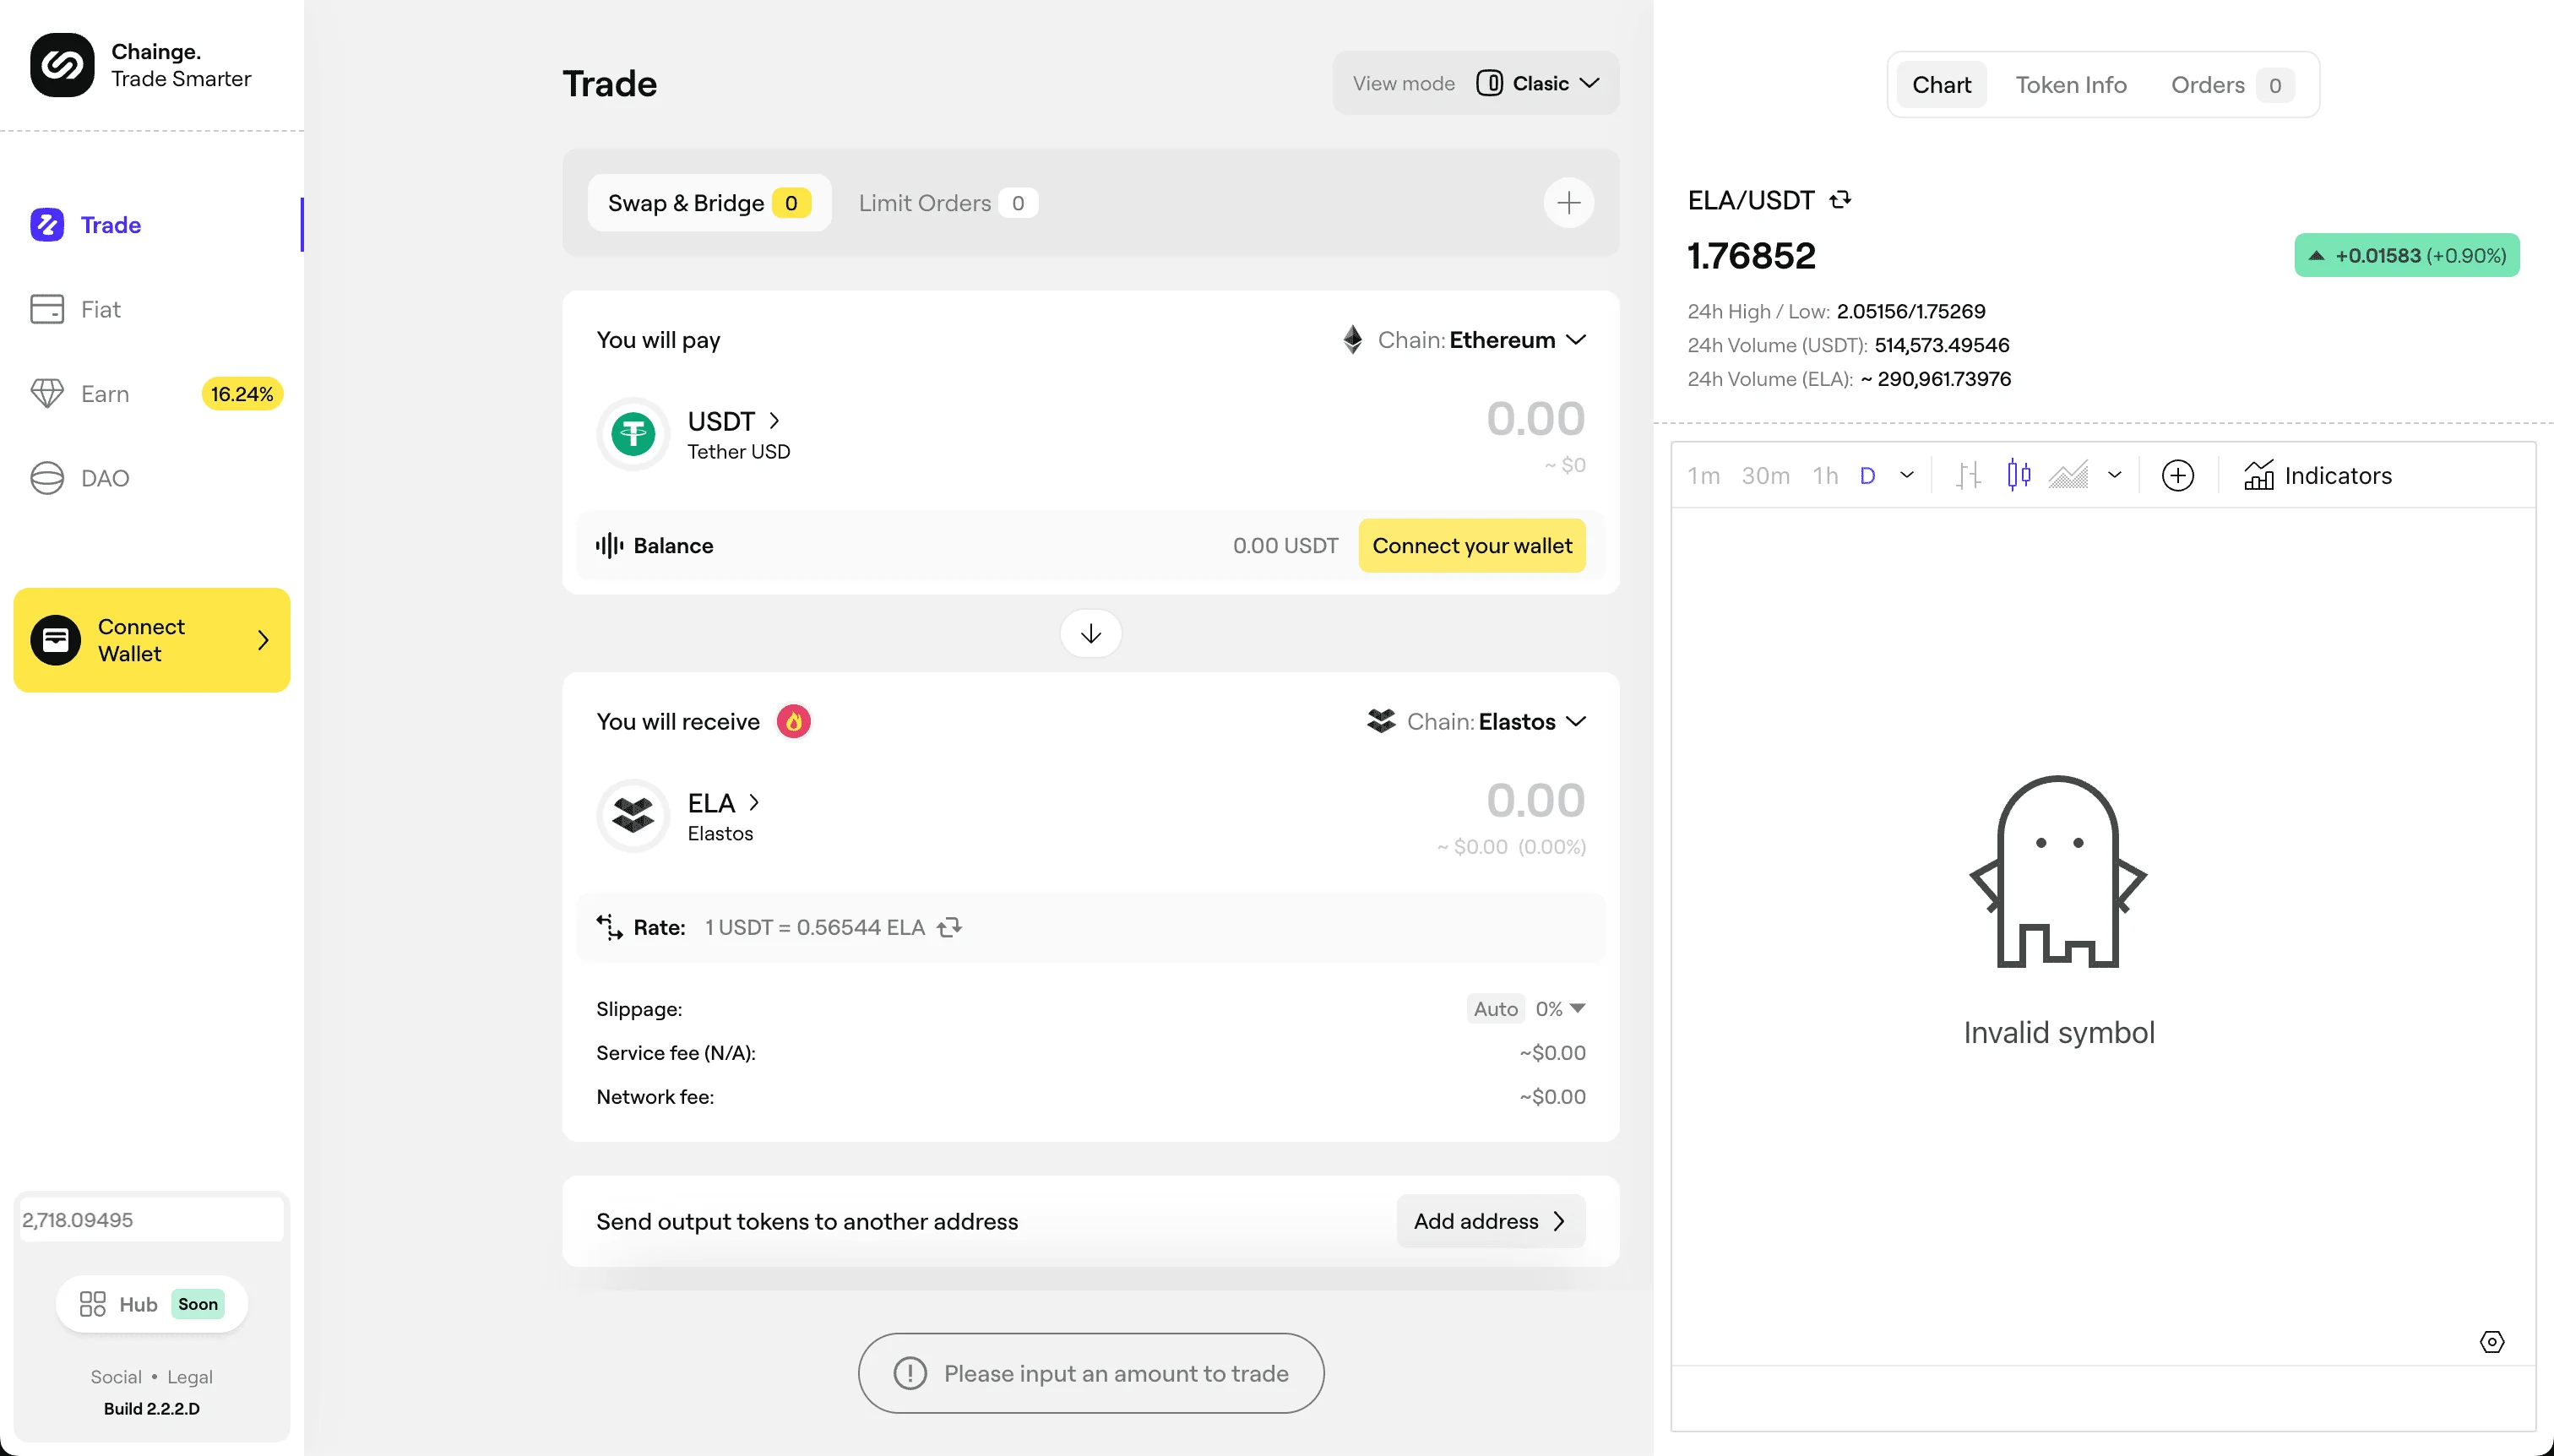 Chainge.
Trade Smarter
Trade
Fiat
Earn 16.24%
DAO
Connect
Wallet
2,718.09495
Hub Soon
Social • Legal
Build 2.2.2.D
Trade
View mode Clasic
Swap & Bridge 0 Limit Orders 0
You will pay
Chain: Ethereum
USDT
Tether USD
0.00
~ $0
Balance
0.00 USDT
Connect your wallet
You will receive
Chain: Elastos
ELA
Elastos
0.00
~ $0.00 (0.00%)
Rate: 1 USDT = 0.56544 ELA
Slippage: Auto 0%
Service fee (N/A): ~$0.00
Network fee: ~$0.00
Send output tokens to another address
Add address
Please input an amount to trade
Chart Token Info Orders 0
ELA/USDT
1.76852
+0.01583 (+0.90%)
24h High / Low: 2.05156/1.75269
24h Volume (USDT): 514,573.49546
24h Volume (ELA): ~ 290,961.73976
1m 30m 1h D
Indicators
Invalid symbol